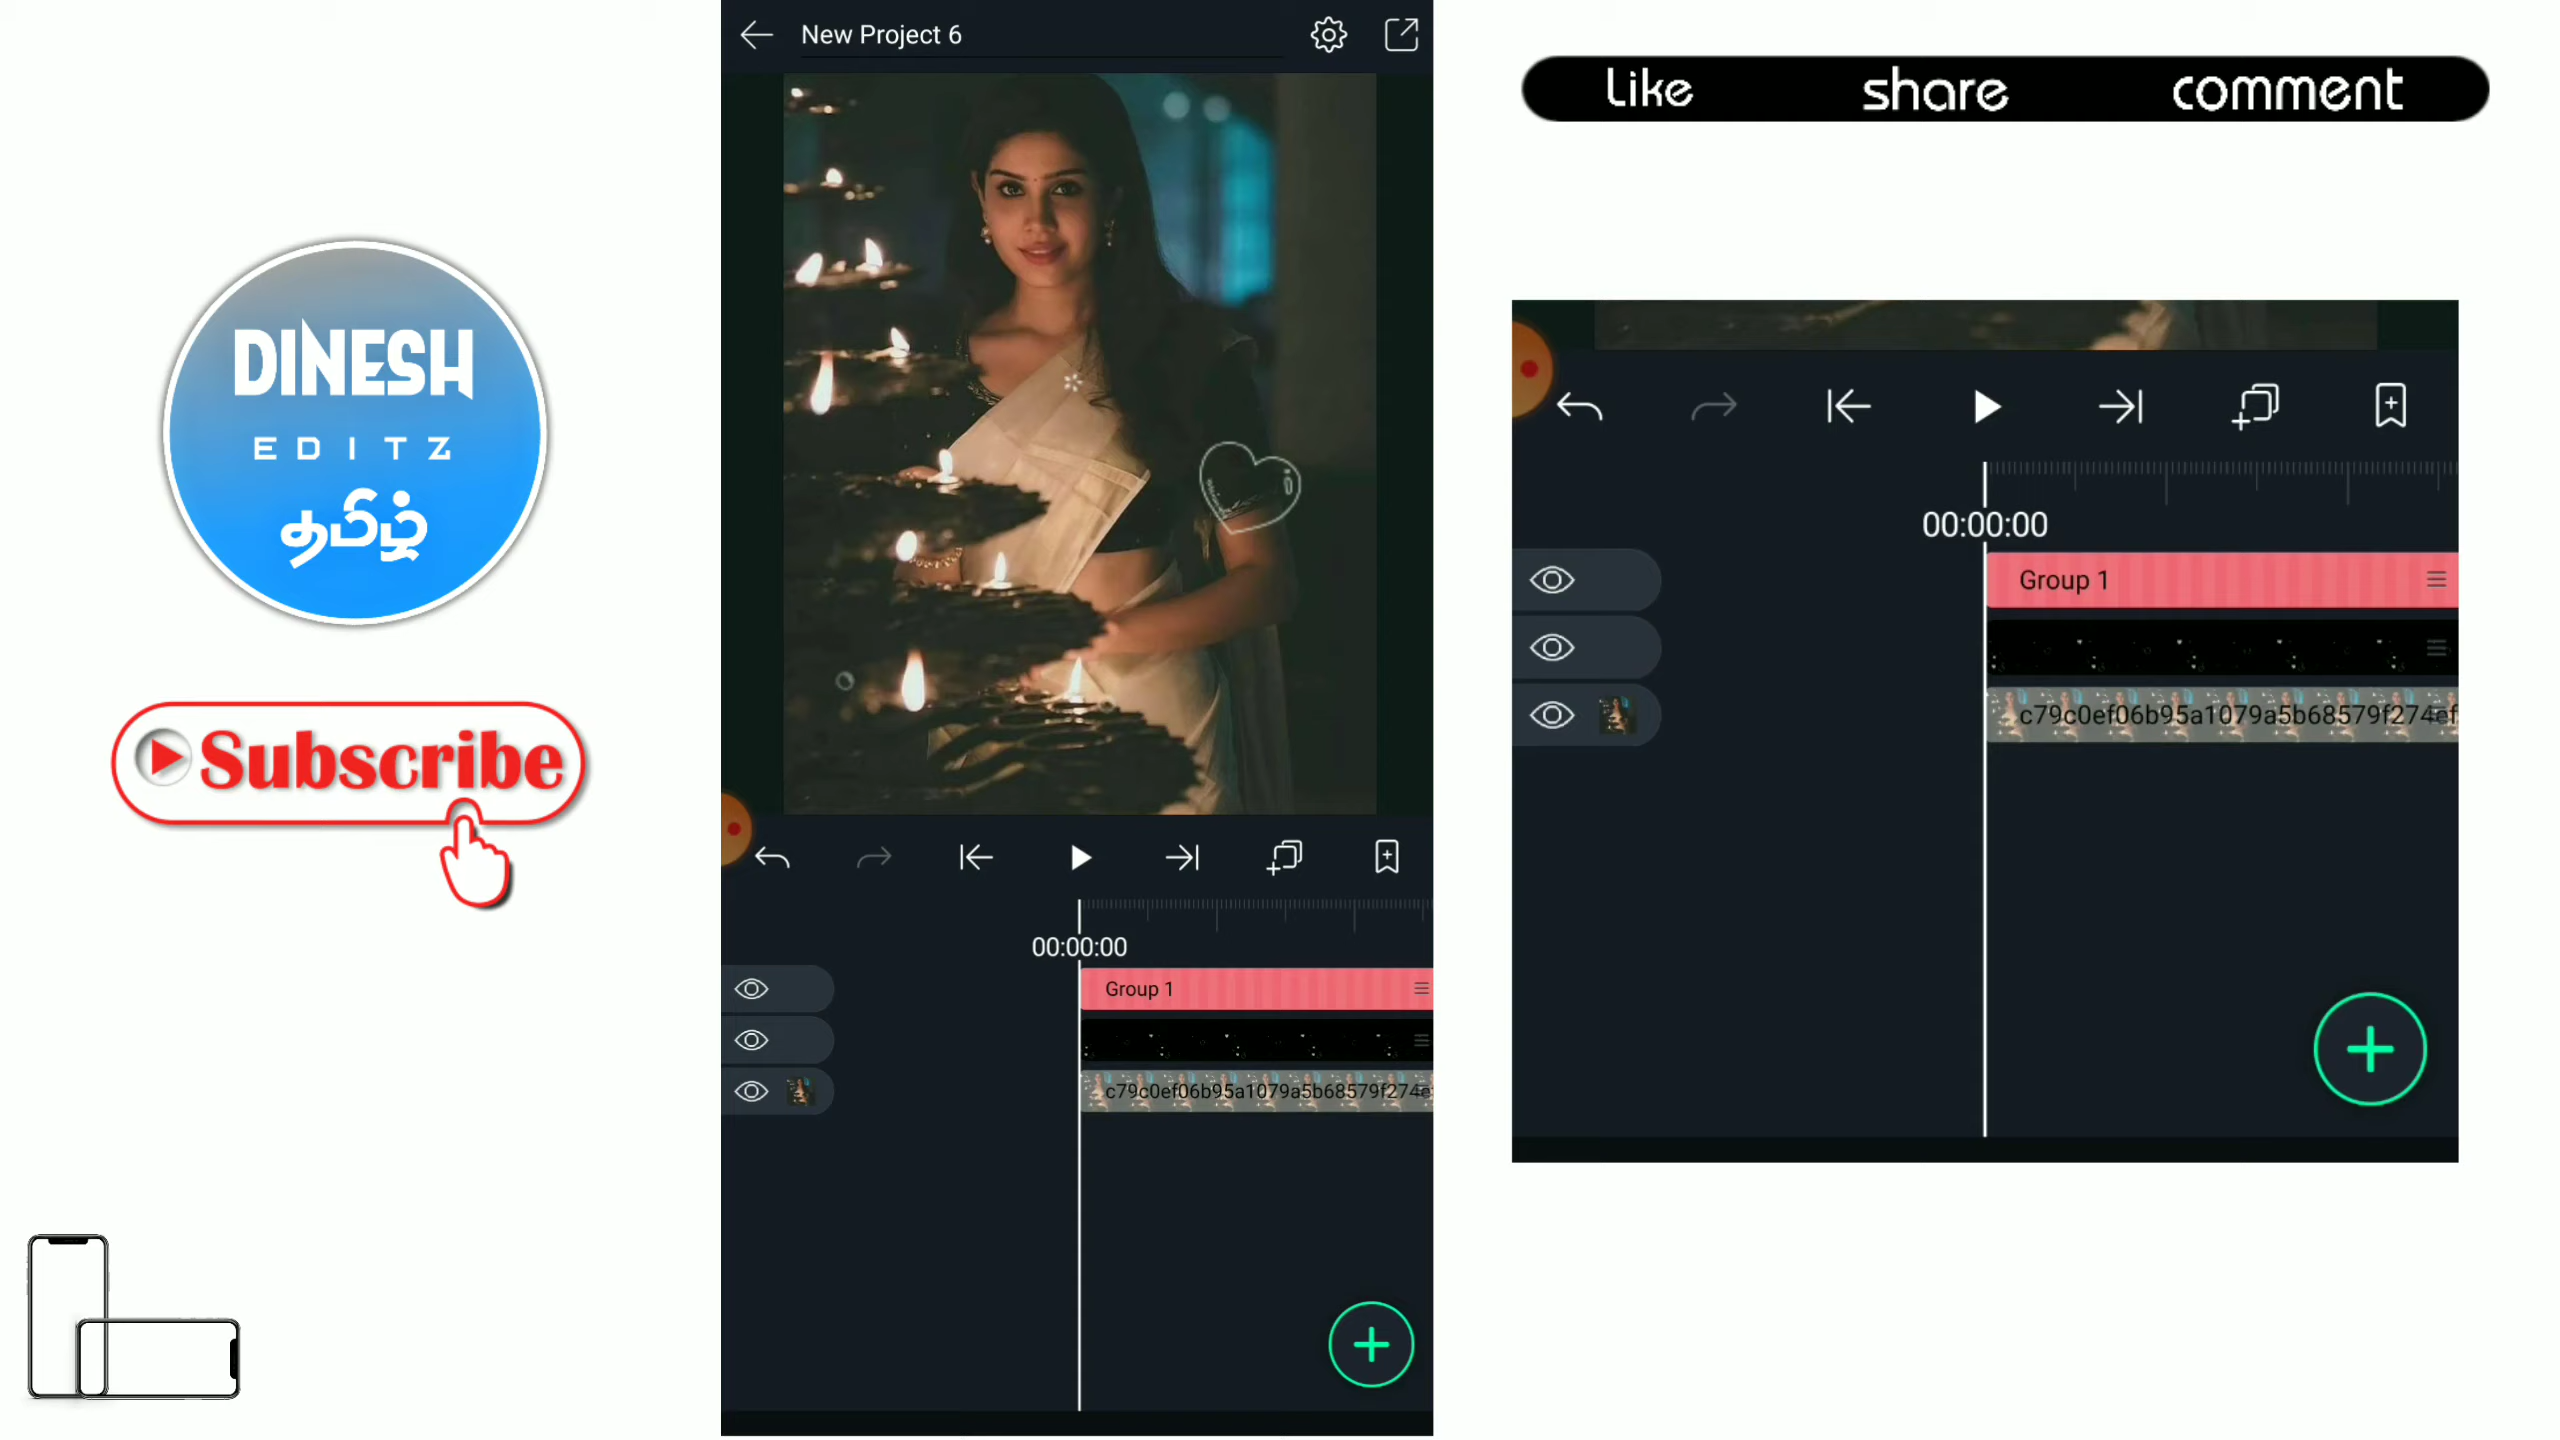 New Project 6
Like share comment
DINESH
EDITZ
தமிழ்
Subscribe
00:00:00
Group 1
c79c0ef06b95a1079a5b68579f274ef
00:00:00
Group 1
c79c0ef06b95a1079a5b68579f274e